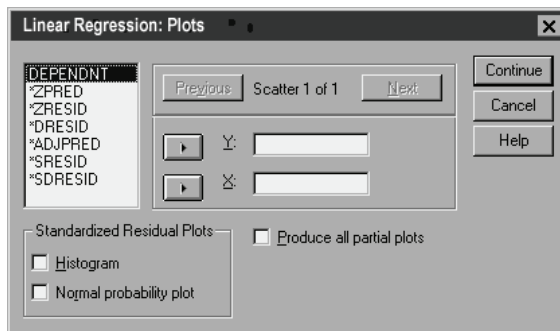 Linear Regression: Plots
DEPENDNT
*ZPRED
*ZRESID
*DRESID
*ADJPRED
*SRESID
*SDRESID
Previous
Scatter 1 of 1
Next
Y:
X:
Continue
Cancel
Help
Standardized Residual Plots
Histogram
Normal probability plot
Produce all partial plots